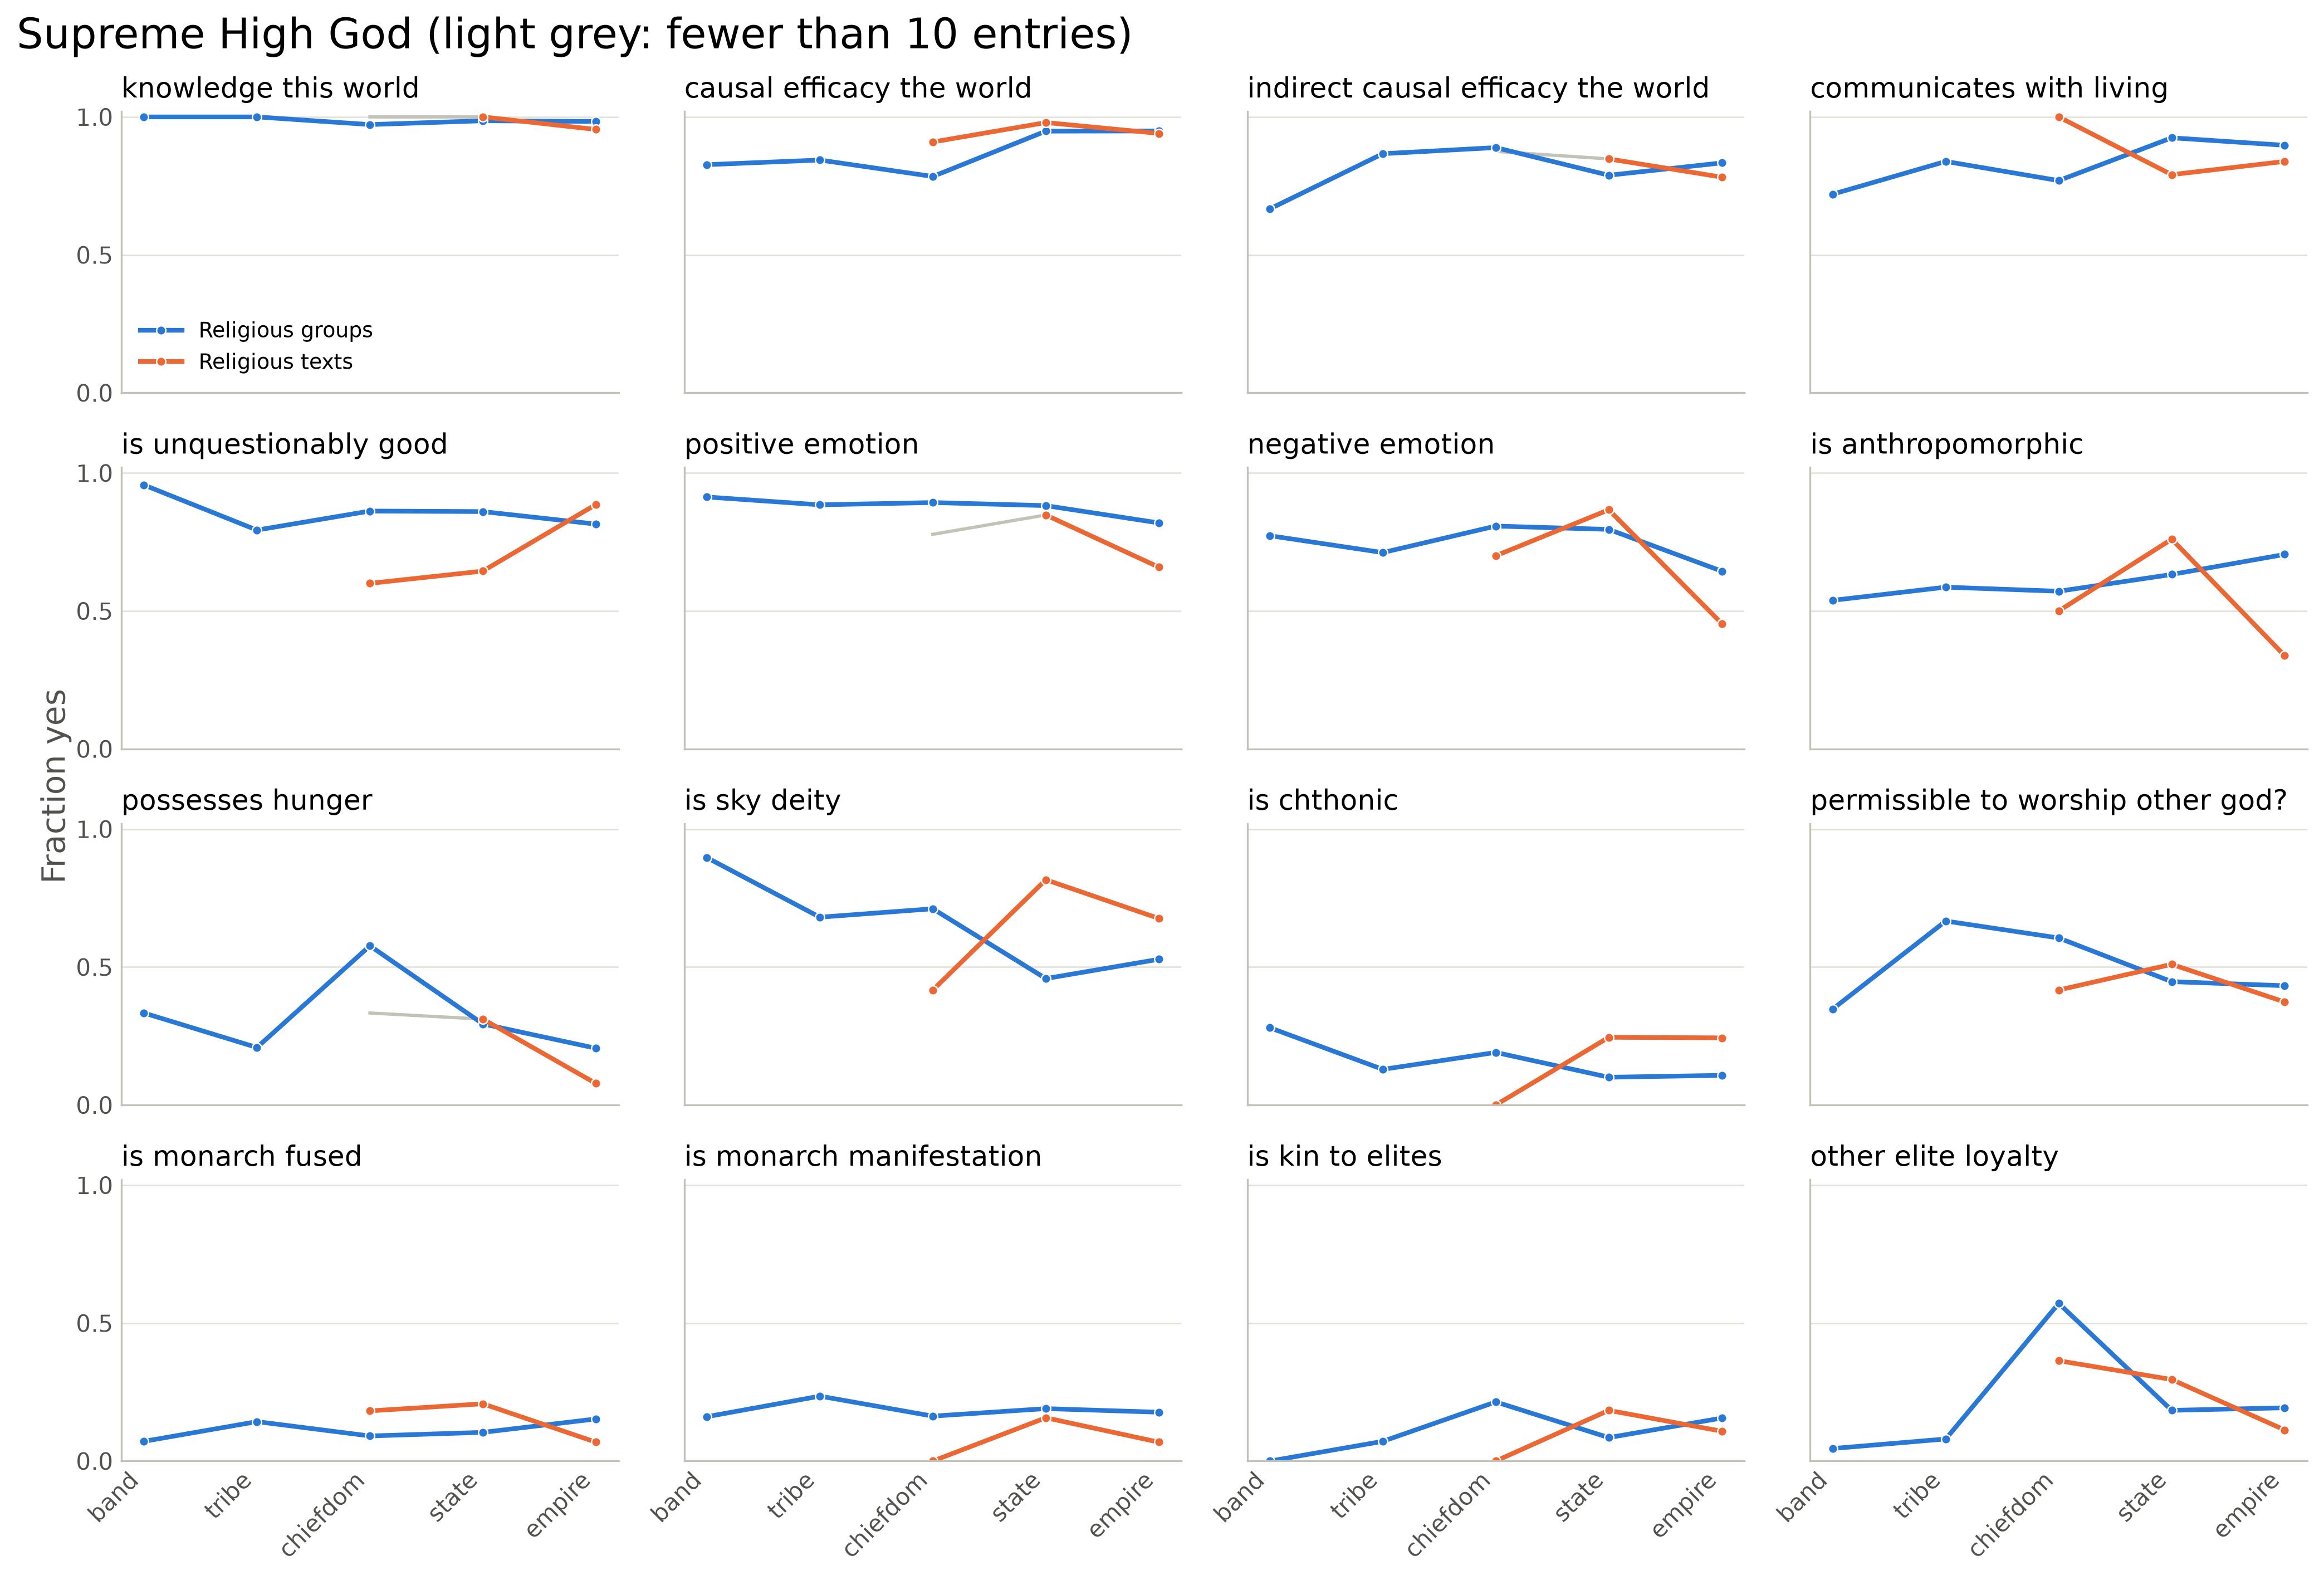 Supreme High God (light grey: fewer than 10 entries)
knowledge this world
causal efficacy the world
indirect causal efficacy the world
communicates with living
1.0
0.5
0.0
Religious groups
Religious texts
is unquestionably good
positive emotion
negative emotion
is anthropomorphic
1.0
0.5
0.0
Fraction yes
possesses hunger
is sky deity
is chthonic
permissible to worship other god?
1.0
0.5
0.0
is monarch fused
is monarch manifestation
is kin to elites
other elite loyalty
1.0
0.5
0.0
band
tribe
chiefdom
state
empire
band
tribe
chiefdom
state
empire
band
tribe
chiefdom
state
empire
band
tribe
chiefdom
state
empire